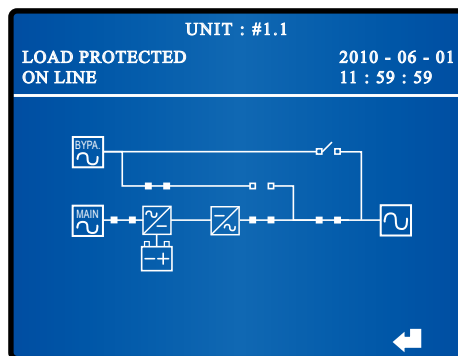 UNIT : #1.1
LOAD PROTECTED
2010 - 06 - 01
ON LINE
11 : 59 : 59
BYPA.
MAIN